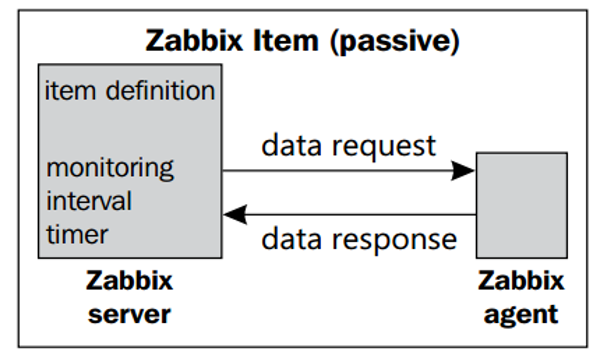 Zabbix Item (passive)
item definition
monitoring
interval
timer
data request
data response
Zabbix
server
Zabbix
agent